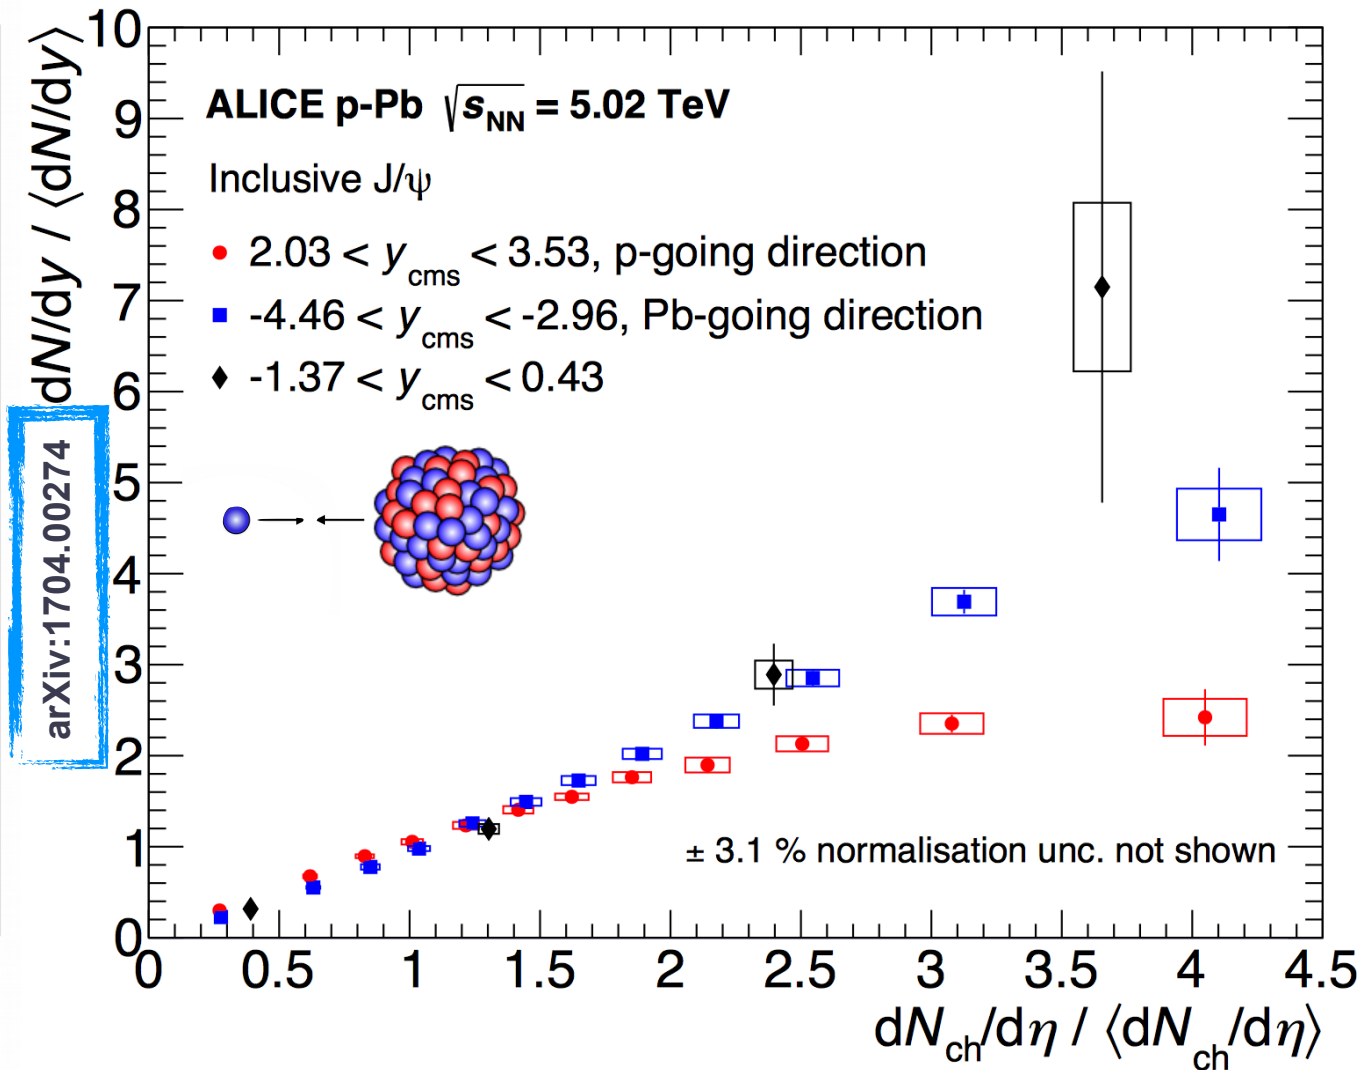 dN/dy / ⟨dN/dy⟩
10
9
8
7
6
5
4
3
2
1
0
ALICE p-Pb √sNN = 5.02 TeV
Inclusive J/ψ
2.03 < ycms < 3.53, p-going direction
-4.46 < ycms < -2.96, Pb-going direction
-1.37 < ycms < 0.43
arXiv:1704.00274
± 3.1 % normalisation unc. not shown
0 0.5 1 1.5 2 2.5 3 3.5 4 4.5
dNch/dη / ⟨dNch/dη⟩